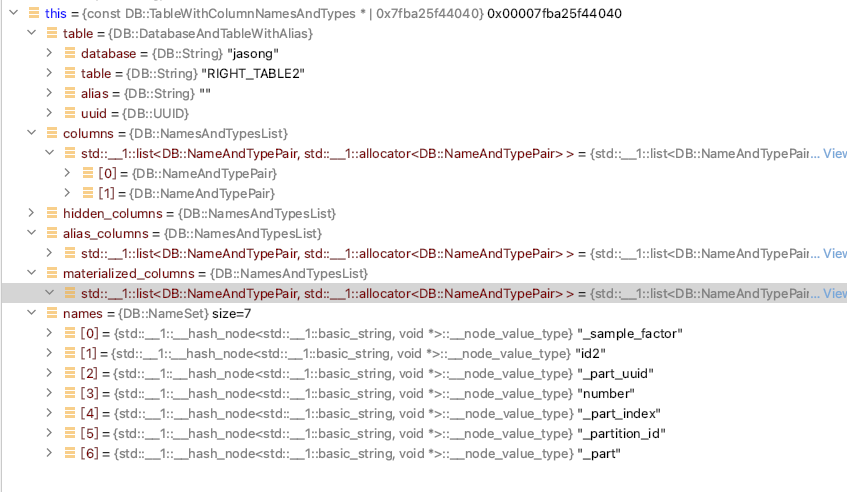 this = {const DB::TableWithColumnNamesAndTypes * | 0x7fba25f44040} 0x00007fba25f44040
table = {DB::DatabaseAndTableWithAlias}
database = {DB::String} "jasong"
table = {DB::String} "RIGHT_TABLE2"
alias = {DB::String} ""
uuid = {DB::UUID}
columns = {DB::NamesAndTypesList}
std::__1::list<DB::NameAndTypePair, std::__1::allocator<DB::NameAndTypePair> > = {std::__1::list<DB::NameAndTypePair... View
[0] = {DB::NameAndTypePair}
[1] = {DB::NameAndTypePair}
hidden_columns = {DB::NamesAndTypesList}
alias_columns = {DB::NamesAndTypesList}
std::__1::list<DB::NameAndTypePair, std::__1::allocator<DB::NameAndTypePair> > = {std::__1::list<DB::NameAndTypePair... View
materialized_columns = {DB::NamesAndTypesList}
std::__1::list<DB::NameAndTypePair, std::__1::allocator<DB::NameAndTypePair> > = {std::__1::list<DB::NameAndTypePair... View
names = {DB::NameSet} size=7
[0] = {std::__1::__hash_node<std::__1::basic_string, void *>::__node_value_type} "_sample_factor"
[1] = {std::__1::__hash_node<std::__1::basic_string, void *>::__node_value_type} "id2"
[2] = {std::__1::__hash_node<std::__1::basic_string, void *>::__node_value_type} "_part_uuid"
[3] = {std::__1::__hash_node<std::__1::basic_string, void *>::__node_value_type} "number"
[4] = {std::__1::__hash_node<std::__1::basic_string, void *>::__node_value_type} "_part_index"
[5] = {std::__1::__hash_node<std::__1::basic_string, void *>::__node_value_type} "_partition_id"
[6] = {std::__1::__hash_node<std::__1::basic_string, void *>::__node_value_type} "_part"